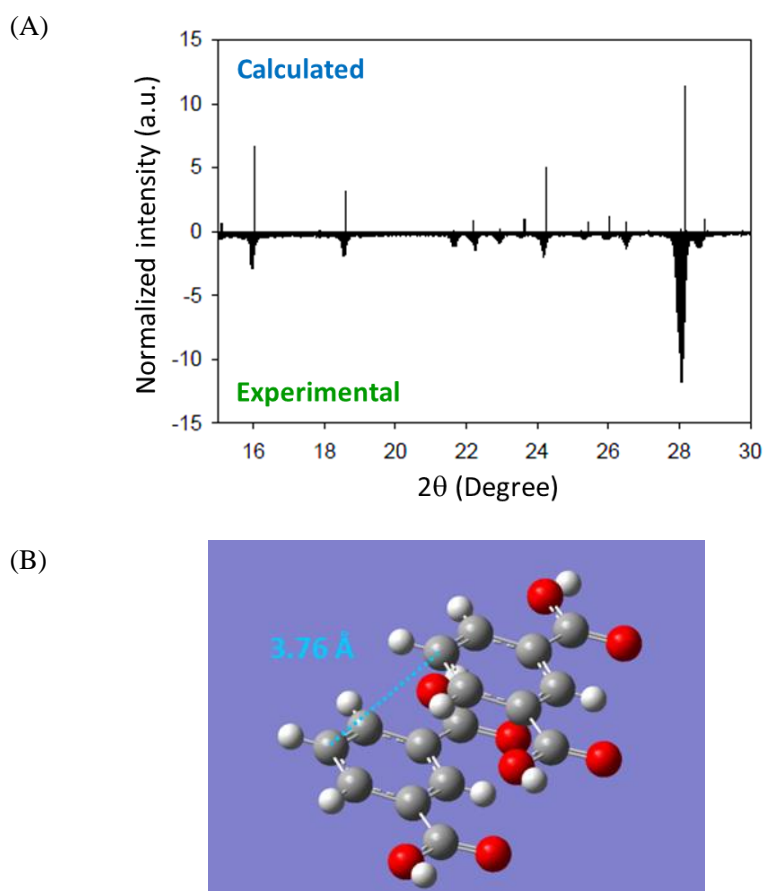 (A)
15
10
5
0
-5
-10
-15
Normalized intensity (a.u.)
Calculated
Experimental
16 18 20 22 24 26 28 30
2θ (Degree)
(B)
3.76 Å